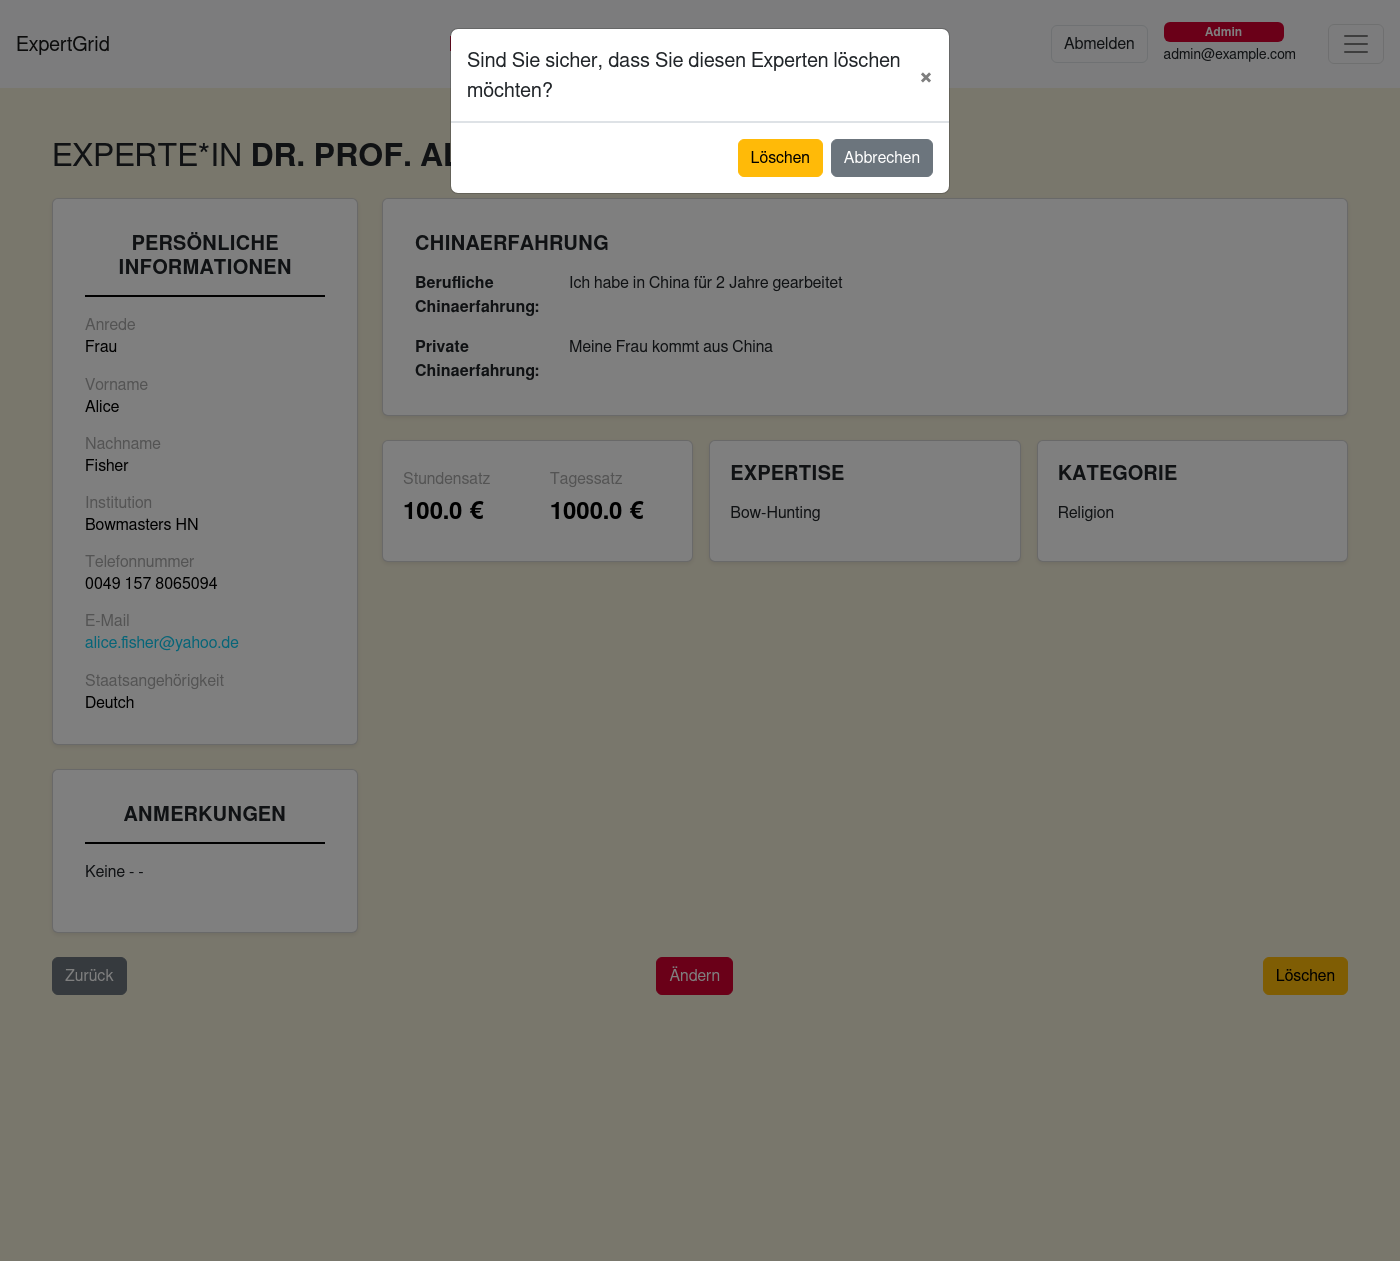 ExpertGrid
Abmelden
Admin
admin@example.com
Sind Sie sicher, dass Sie diesen Experten löschen
möchten?
×
Löschen
Abbrechen
EXPERTE*IN DR. PROF.
PERSÖNLICHE
INFORMATIONEN
Anrede
Frau
Vorname
Alice
Nachname
Fisher
Institution
Bowmasters HN
Telefonnummer
0049 157 8065094
E-Mail
alice.fisher@yahoo.de
Staatsangehörigkeit
Deutch
ANMERKUNGEN
Keine - -
CHINAERFAHRUNG
Berufliche
Chinaerfahrung:
Ich habe in China für 2 Jahre gearbeitet
Private
Chinaerfahrung:
Meine Frau kommt aus China
Stundensatz
100.0 €
Tagessatz
1000.0 €
EXPERTISE
Bow-Hunting
KATEGORIE
Religion
Zurück
Ändern
Löschen